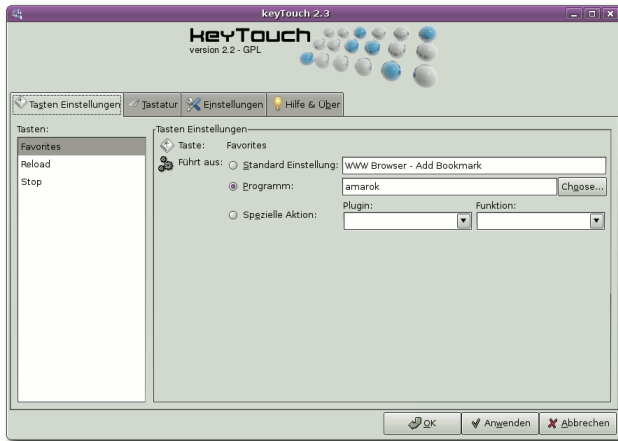 keyTouch 2.3
keyTouch
version 2.2 - GPL
Tasten Einstellungen
Tastatur
Einstellungen
Hilfe & Über
Tasten:
Favorites
Reload
Stop
Tasten Einstellungen
Taste: Favorites
Führt aus:
Standard Einstellung: WWW Browser - Add Bookmark
Programm: amarok Choose...
Plugin: Funktion:
Spezielle Aktion:
OK Anwenden Abbrechen